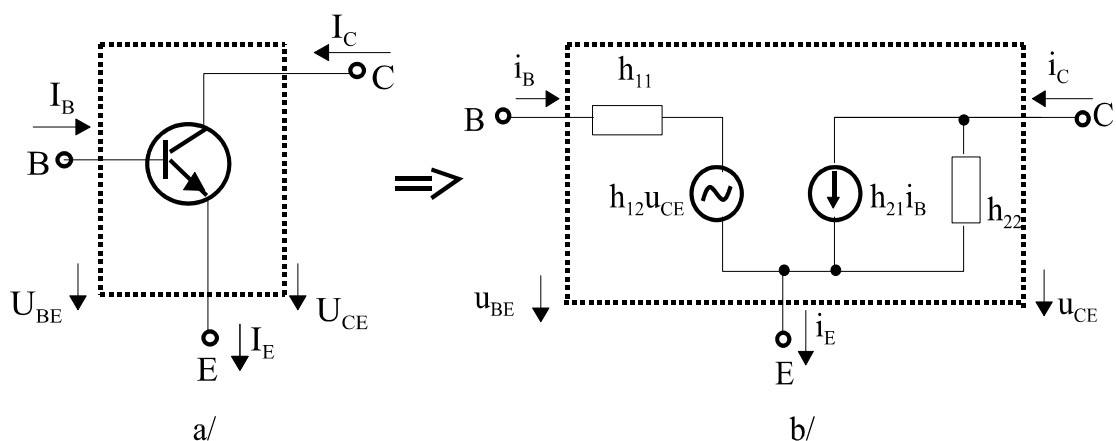 I_C
C
I_B
B
U_BE
U_CE
I_E
E
a/
i_B
h_11
i_C
B
C
h_12u_CE
h_21i_B
h_22
u_BE
u_CE
i_E
E
b/